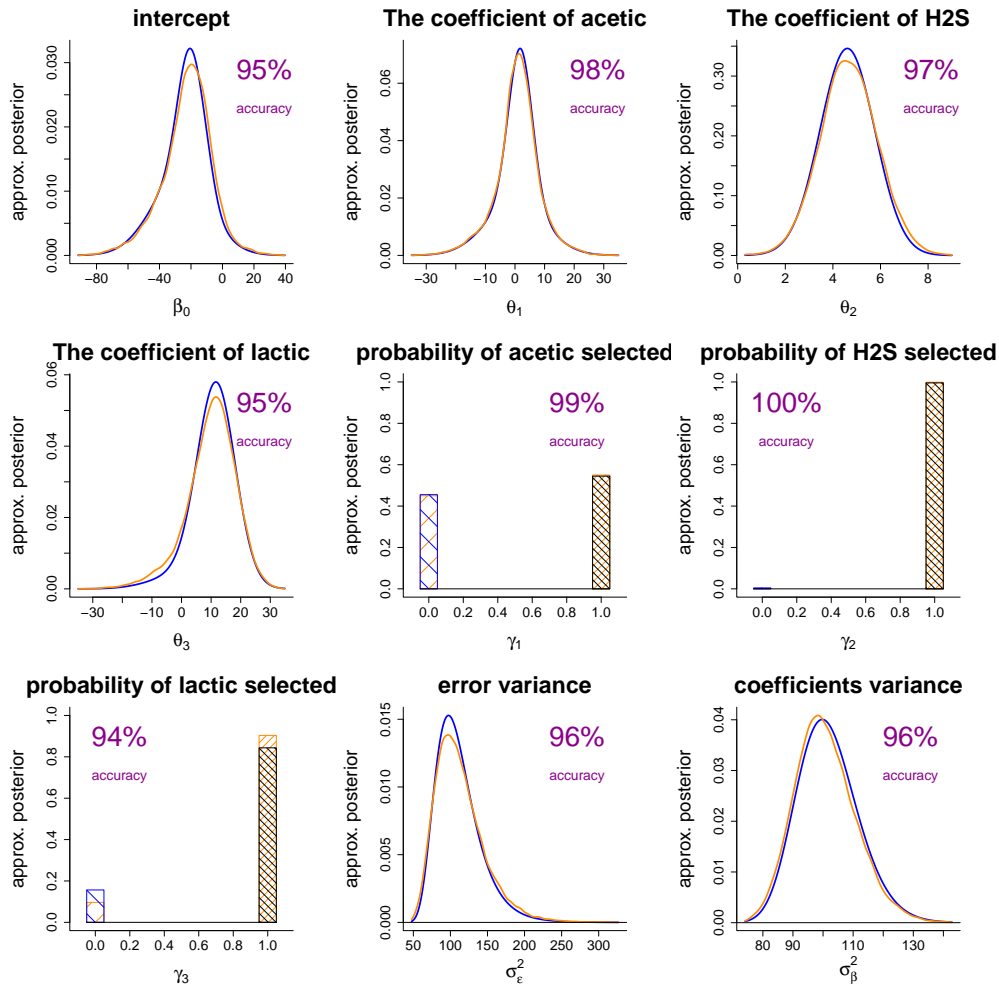 intercept
95%
accuracy
approx. posterior
0.000 0.010 0.020 0.030
−80 −60 −40 −20 0 20 40
β0
The coefficient of acetic
98%
accuracy
approx. posterior
0.00 0.02 0.04 0.06
−30 −20 −10 0 10 20 30
θ1
The coefficient of H2S
97%
accuracy
approx. posterior
0.00 0.10 0.20 0.30
0 2 4 6 8
θ2
The coefficient of lactic
95%
accuracy
approx. posterior
0.00 0.02 0.04 0.06
−30 −10 0 10 20 30
θ3
probability of acetic selected
99%
accuracy
approx. posterior
0.0 0.2 0.4 0.6 0.8 1.0
0.0 0.2 0.4 0.6 0.8 1.0
γ1
probability of H2S selected
100%
accuracy
approx. posterior
0.0 0.2 0.4 0.6 0.8 1.0
0.0 0.2 0.4 0.6 0.8 1.0
γ2
probability of lactic selected
94%
accuracy
approx. posterior
0.0 0.2 0.4 0.6 0.8 1.0
0.0 0.2 0.4 0.6 0.8 1.0
γ3
error variance
96%
accuracy
approx. posterior
0.000 0.005 0.010 0.015
50 100 150 200 250 300
σε2
coefficients variance
96%
accuracy
approx. posterior
0.00 0.01 0.02 0.03 0.04
80 90 110 130
σβ2